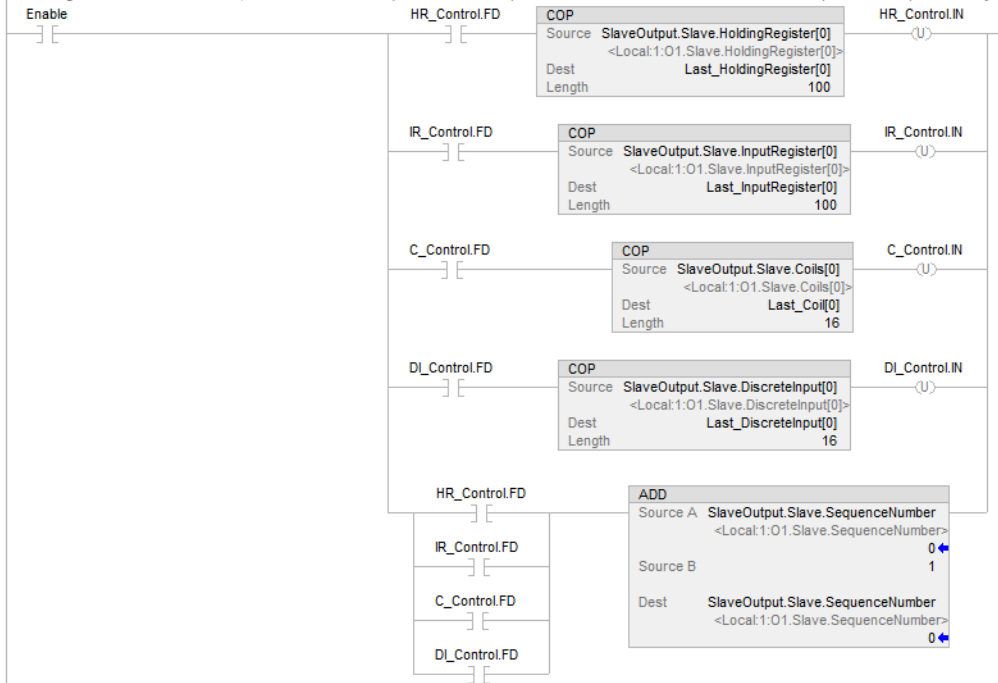 Enable
HR_Control.FD
COP
Source SlaveOutput.Slave.HoldingRegister[0]
<Local:1:O1.Slave.HoldingRegister[0]>
Dest Last_HoldingRegister[0]
Length 100
HR_Control.IN
U
IR_Control.FD
COP
Source SlaveOutput.Slave.InputRegister[0]
<Local:1:O1.Slave.InputRegister[0]>
Dest Last_InputRegister[0]
Length 100
IR_Control.IN
U
C_Control.FD
COP
Source SlaveOutput.Slave.Coils[0]
<Local:1:O1.Slave.Coils[0]>
Dest Last_Coil[0]
Length 16
C_Control.IN
U
DI_Control.FD
COP
Source SlaveOutput.Slave.DiscreteInput[0]
<Local:1:O1.Slave.DiscreteInput[0]>
Dest Last_DiscreteInput[0]
Length 16
DI_Control.IN
U
HR_Control.FD
IR_Control.FD
C_Control.FD
DI_Control.FD
ADD
Source A SlaveOutput.Slave.SequenceNumber
<Local:1:O1.Slave.SequenceNumber>
0
Source B 1
Dest SlaveOutput.Slave.SequenceNumber
<Local:1:O1.Slave.SequenceNumber>
0